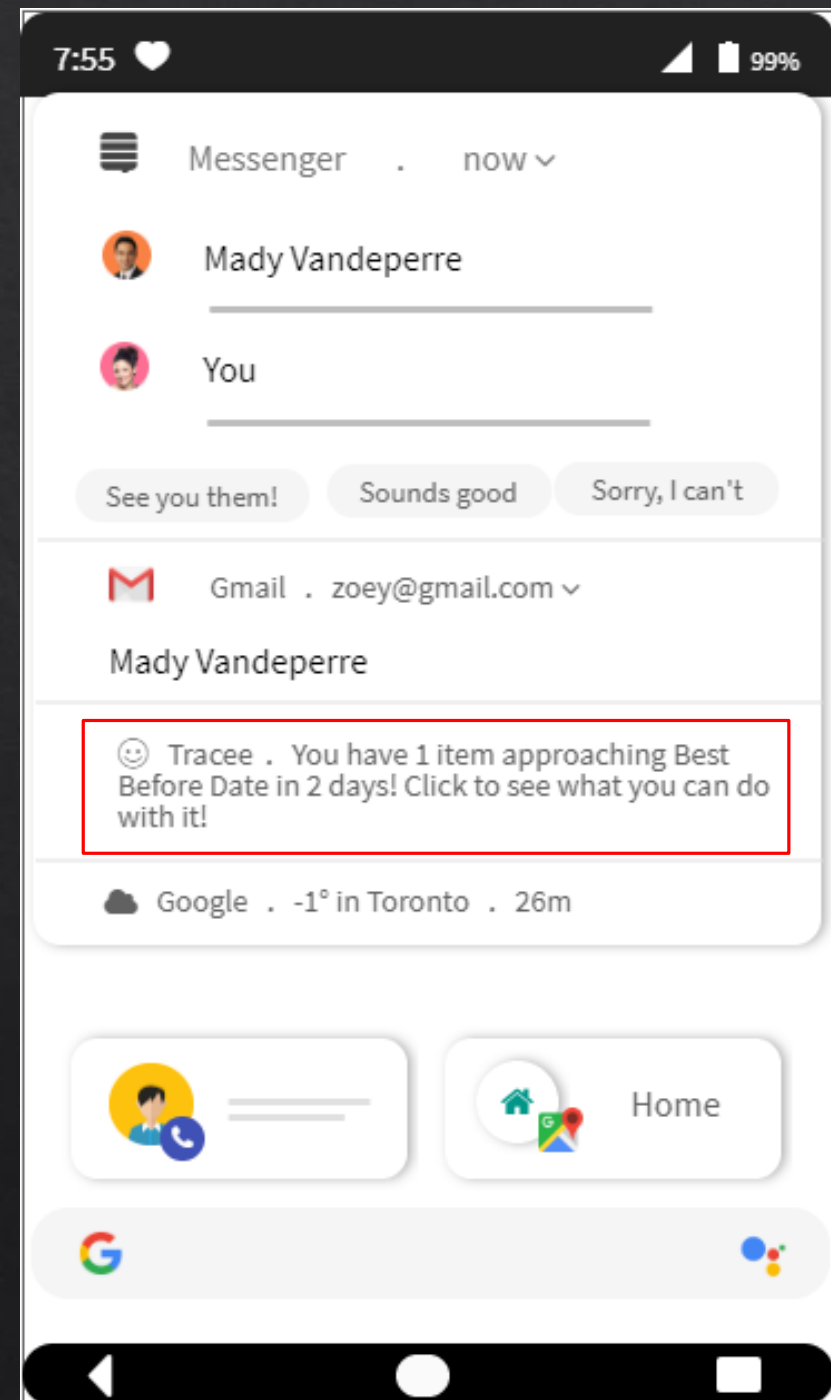 7:55 99%
Messenger . now
Mady Vandeperre
You
See you them! Sounds good Sorry, I can't
Gmail . zoey@gmail.com
Mady Vandeperre
Tracee . You have 1 item approaching Best
Before Date in 2 days! Click to see what you can do
with it!
Google . -1° in Toronto . 26m
Home